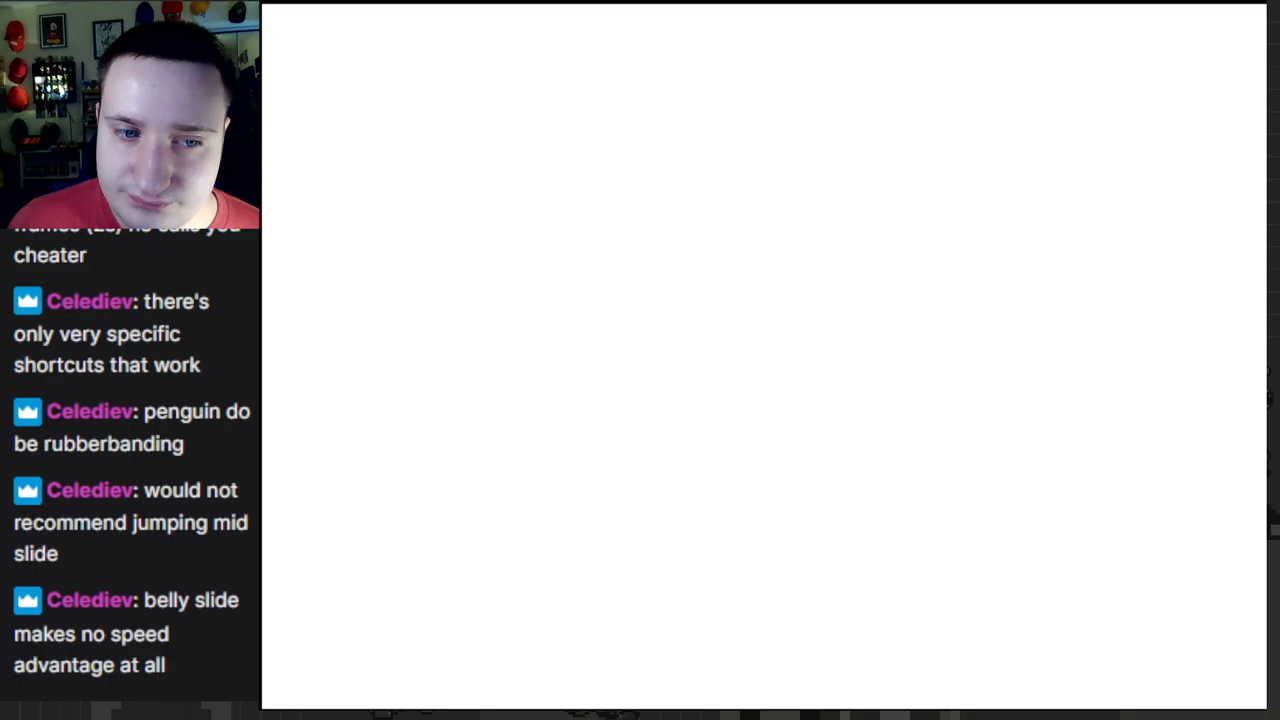 cheater
Celediev: there's
only very specific
shortcuts that work
Celediev: penguin do
be rubberbanding
Celediev: would not
recommend jumping mid
slide
Celediev: belly slide
makes no speed
advantage at all